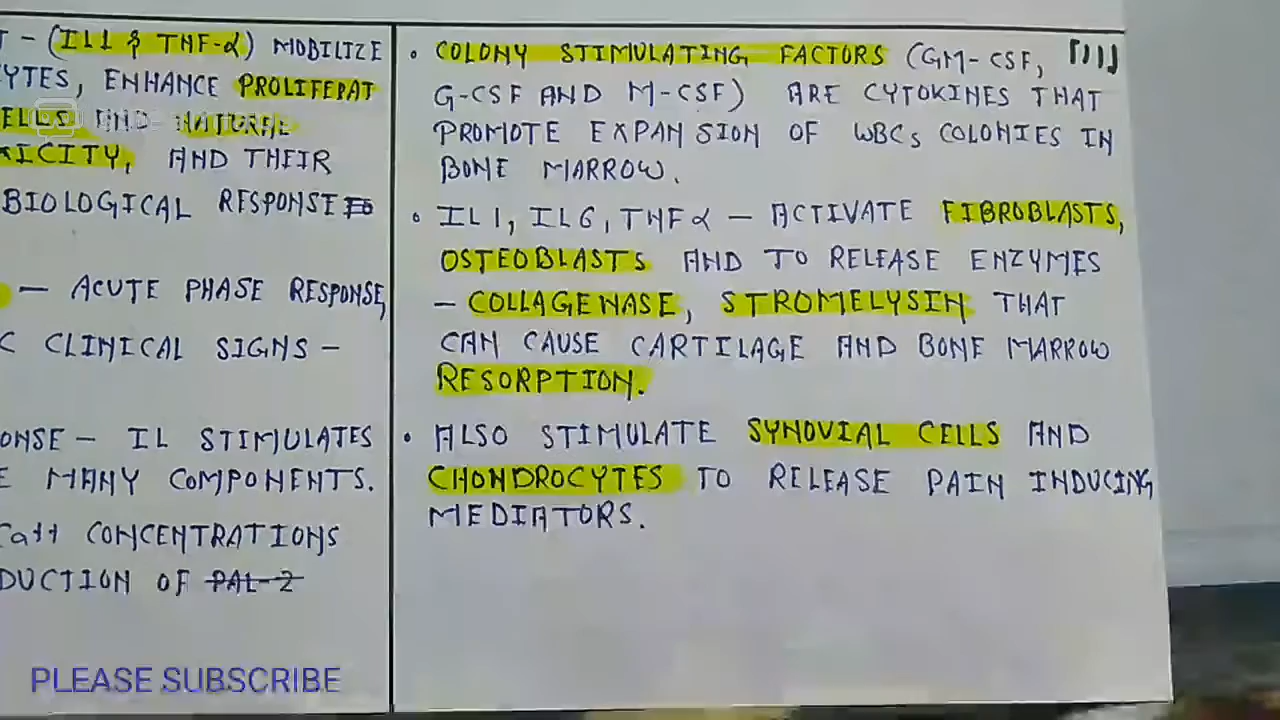 T - (IL1 & TNF-α) MOBILIZE
YTES, ENHANCE PROLIFERAT
ELLS AND NATURAL
XICITY, AND THEIR
BIOLOGICAL RESPONSE
— ACUTE PHASE RESPONSE,
C CLINICAL SIGNS –
ONSE – IL STIMULATES
E MANY COMPONENTS.
Ca++ CONCENTRATIONS
DUCTION OF PAL-2
• COLONY STIMULATING FACTORS (GM-CSF,
G-CSF AND M-CSF) ARE CYTOKINES THAT
PROMOTE EXPANSION OF WBCs COLONIES IN
BONE MARROW.
• IL1, IL6, TNFα — ACTIVATE FIBROBLASTS,
OSTEOBLASTS AND TO RELEASE ENZYMES
– COLLAGENASE, STROMELYSIN THAT
CAN CAUSE CARTILAGE AND BONE MARROW
RESORPTION.
• ALSO STIMULATE SYNOVIAL CELLS AND
CHONDROCYTES TO RELEASE PAIN INDUCING
MEDIATORS.
PLEASE SUBSCRIBE